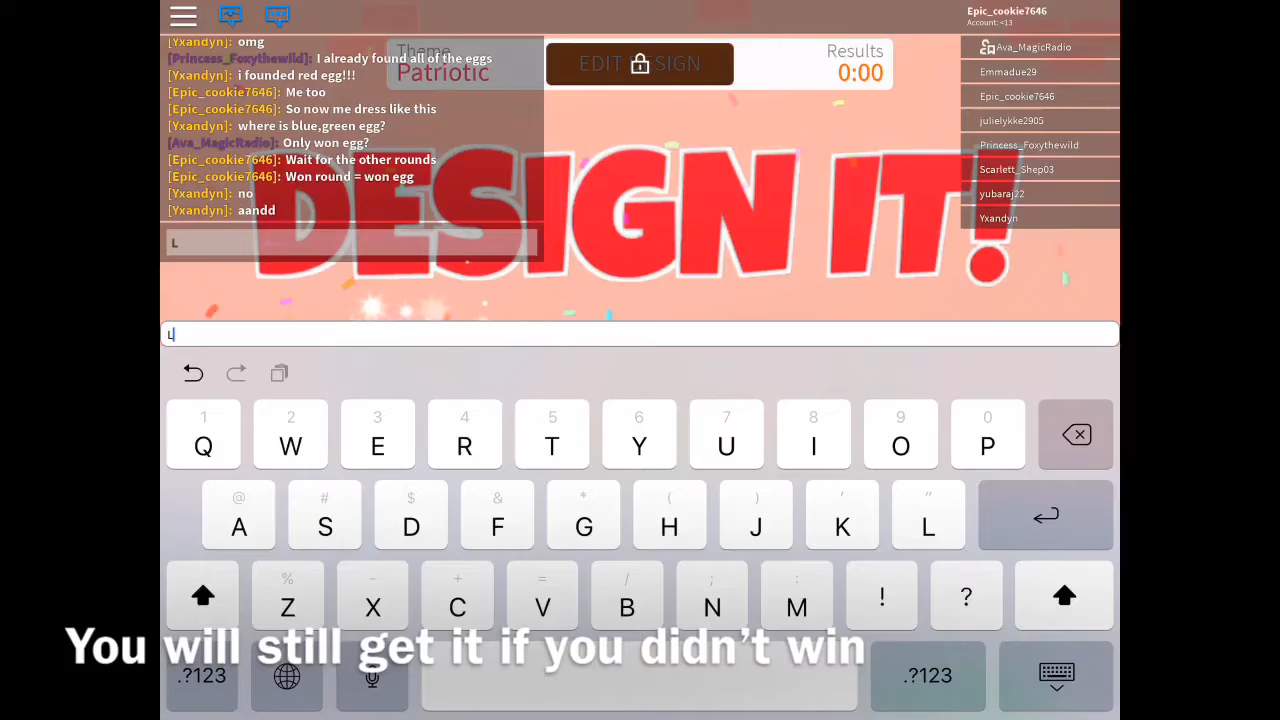 Epic_cookie7646
Account: <13
[Yxandyn]: omg
[Princess_Foxythewild]: I already found all of the eggs
[Yxandyn]: i founded red egg!!!
[Epic_cookie7646]: Me too
[Epic_cookie7646]: So now me dress like this
[Yxandyn]: where is blue,green egg?
[Ava_MagicRadio]: Only won egg?
[Epic_cookie7646]: Wait for the other rounds
[Epic_cookie7646]: Won round = won egg
[Yxandyn]: no
[Yxandyn]: aandd
L
Theme
Patriotic
EDIT SIGN
Results
0:00
Ava_MagicRadio
Emmadue29
Epic_cookie7646
julielykke2905
Princess_Foxythewild
Scarlett_Shep03
yubaraj22
Yxandyn
DESIGN IT!
L
1 2 3 4 5 6 7 8 9 0
Q W E R T Y U I O P
@ # $ & * ( ) ' "
A S D F G H J K L
% - + = / ; :
Z X C V B N M ! ?
You will still get it if you didn't win
.?123 .?123